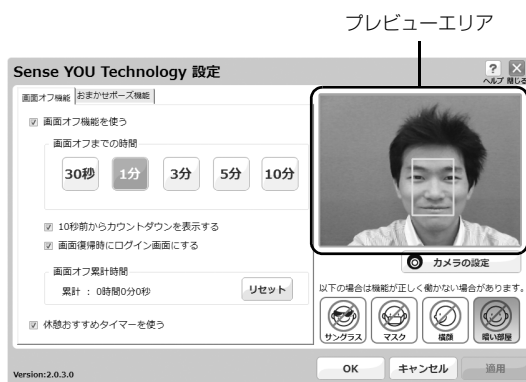 プレビューエリア
Sense YOU Technology 設定
?
ヘルプ 閉じる
画面オフ機能 おまかせポーズ機能
画面オフ機能を使う
画面オフまでの時間
30秒 1分 3分 5分 10分
10秒前からカウントダウンを表示する
画面復帰時にログイン画面にする
カメラの設定
画面オフ累計時間
累計 : 0時間0分0秒 リセット
以下の場合は機能が正しく働かない場合があります。
サングラス マスク 横顔 暗い部屋
休憩おすすめタイマーを使う
Version:2.0.3.0
OK キャンセル 適用